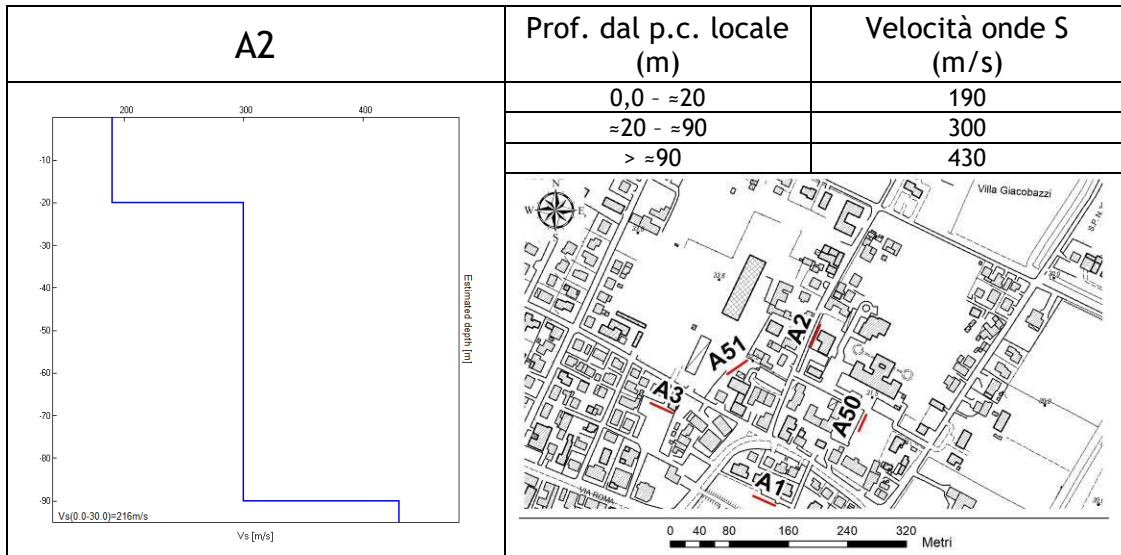 A2
Prof. dal p.c. locale
(m)
Velocità onde S
(m/s)
0,0 – ≈20
190
≈20 – ≈90
300
> ≈90
430
200
300
400
-10
-20
-30
-40
-50
-60
-70
-80
-90
Estimated depth [m]
Vs(0.0-30.0)=216m/s
Vs [m/s]
N
W
E
S
Villa Giacobazzi
S.P. N.
A2
A51
A3
A50
A1
VIA ROMA
0 40 80 160 240 320
Metri